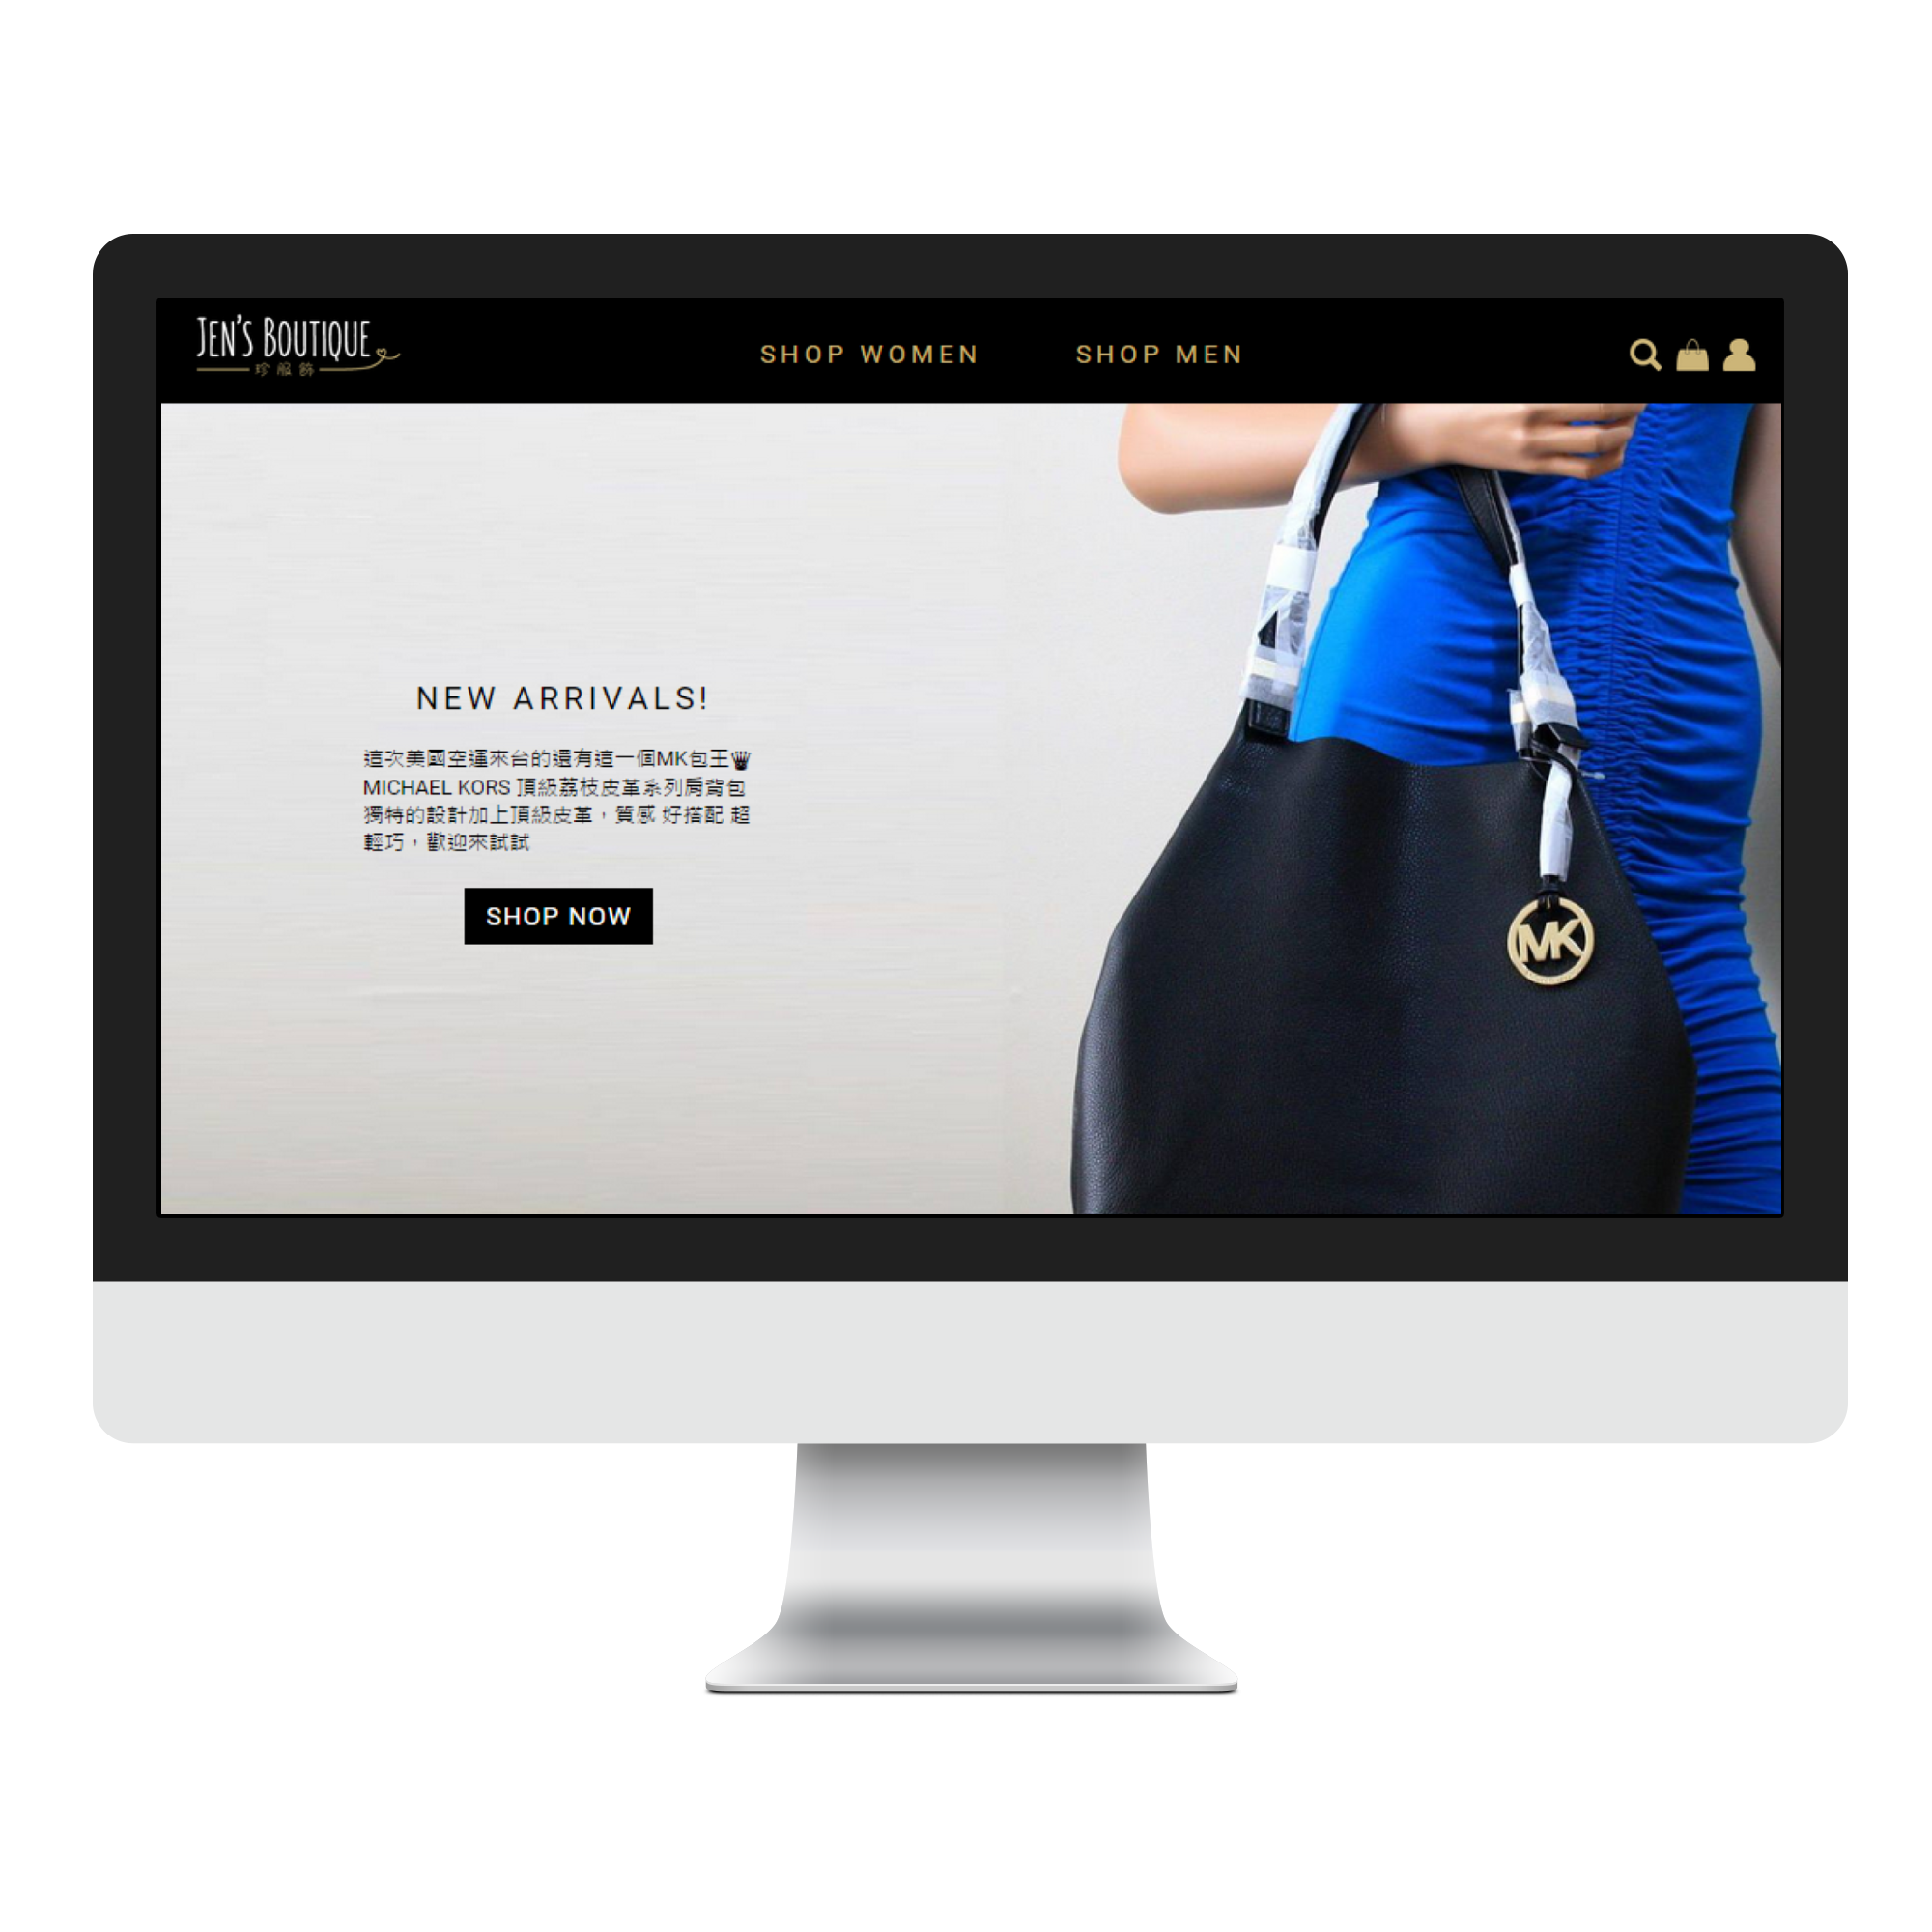 JEN'S BOUTIQUE
珍服飾
SHOP WOMEN
SHOP MEN
NEW ARRIVALS!
這次美國空運來台的還有這一個MK包王♛
MICHAEL KORS 頂級荔枝皮革系列肩背包
獨特的設計加上頂級皮革，質感 好搭配 超
輕巧，歡迎來試試
SHOP NOW
MK